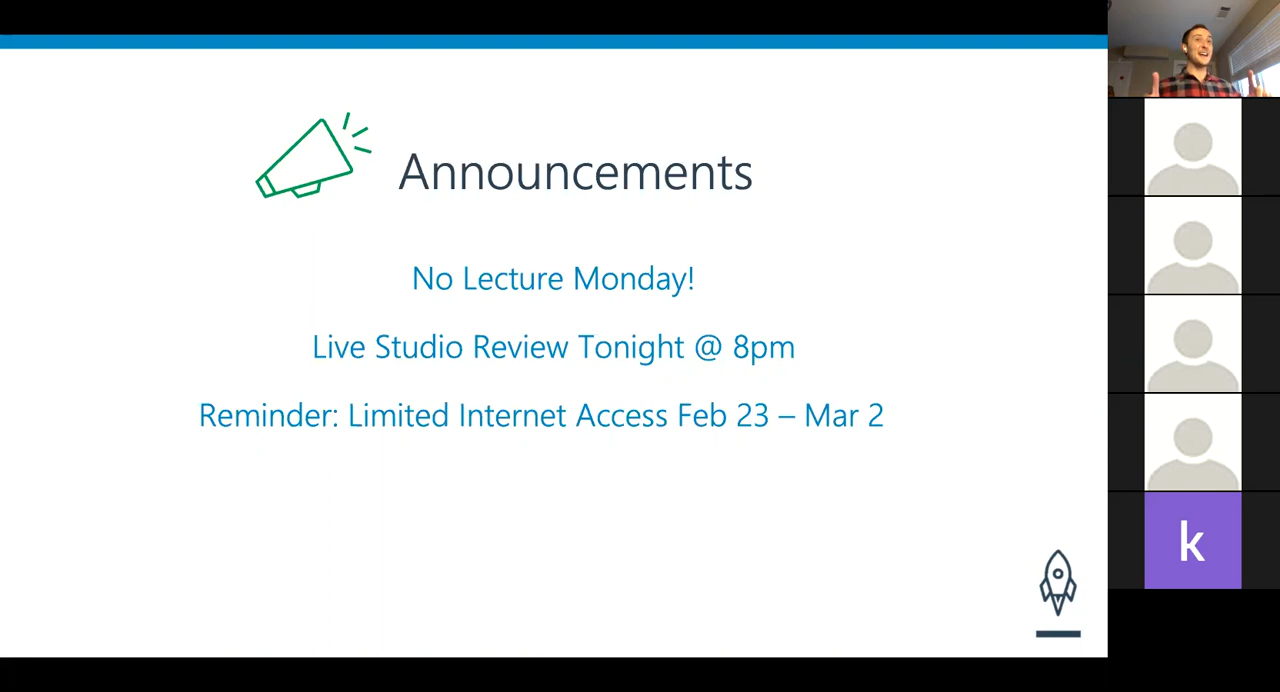 Announcements
No Lecture Monday!
Live Studio Review Tonight @ 8pm
Reminder: Limited Internet Access Feb 23 – Mar 2
k